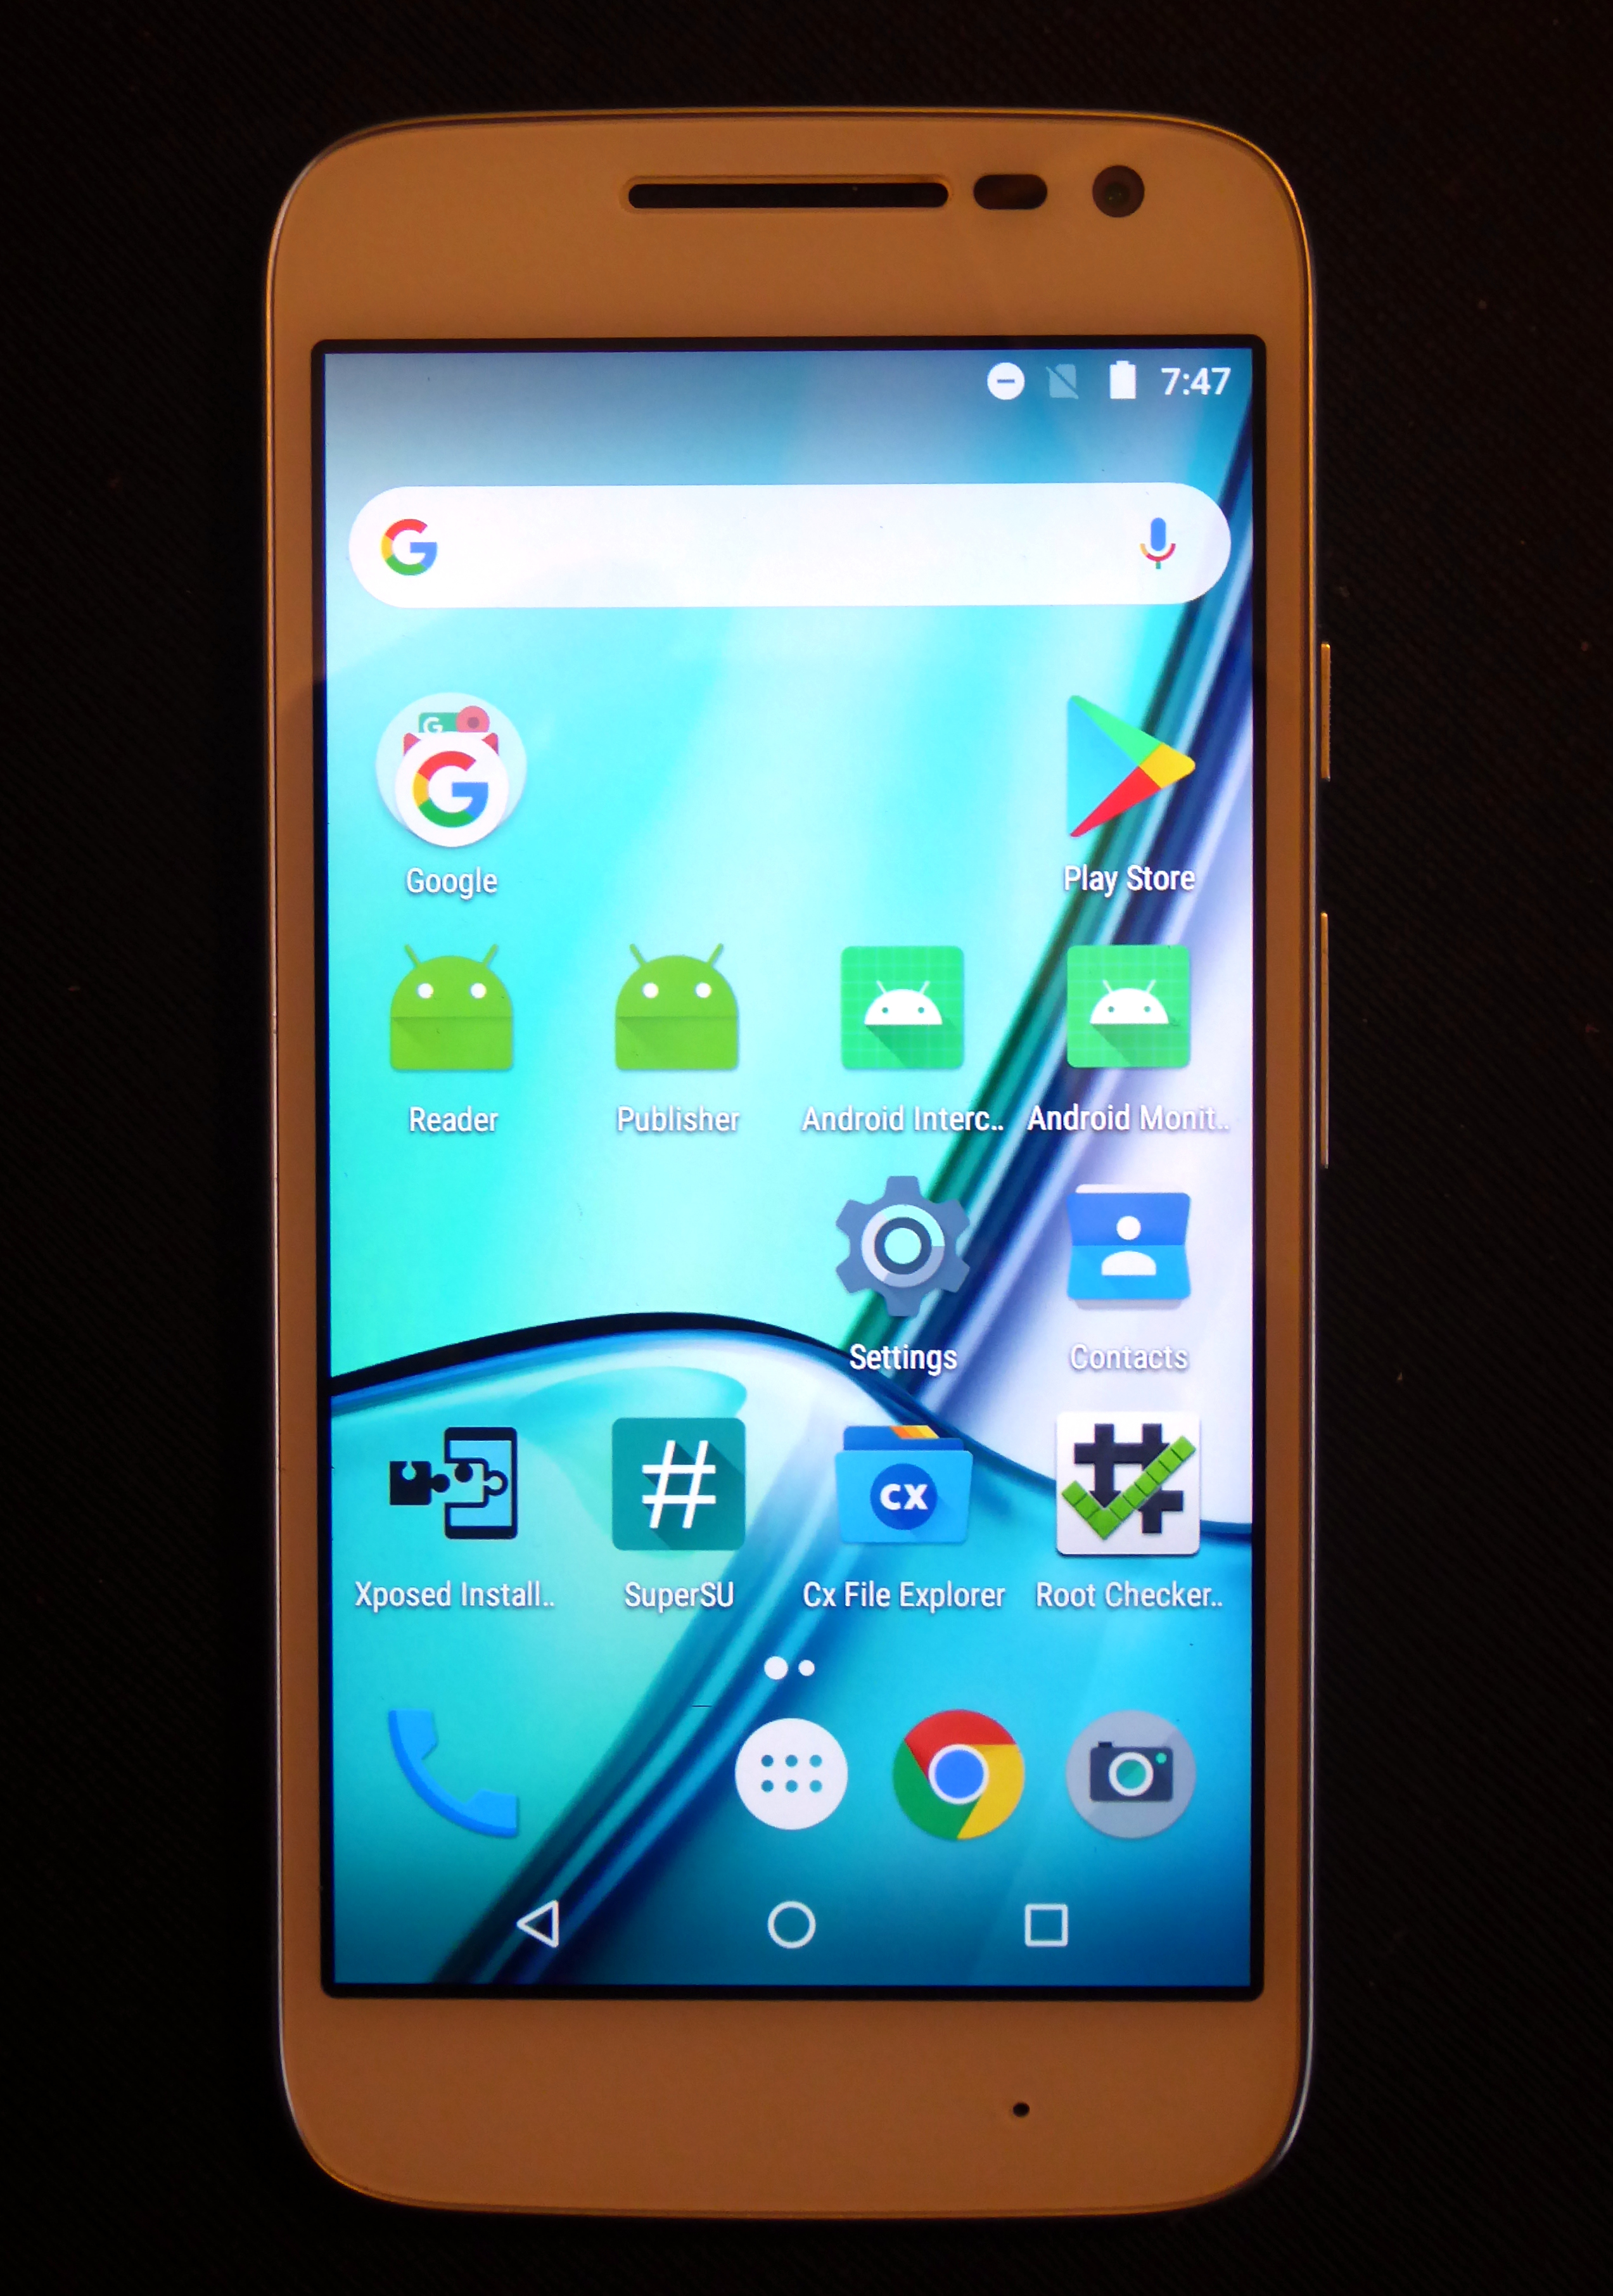 7:47
G
G
G
Google
Play Store
Reader
Publisher
Android Interc..
Android Monit..
Settings
Contacts
#
CX
Xposed Install..
SuperSU
Cx File Explorer
Root Checker..